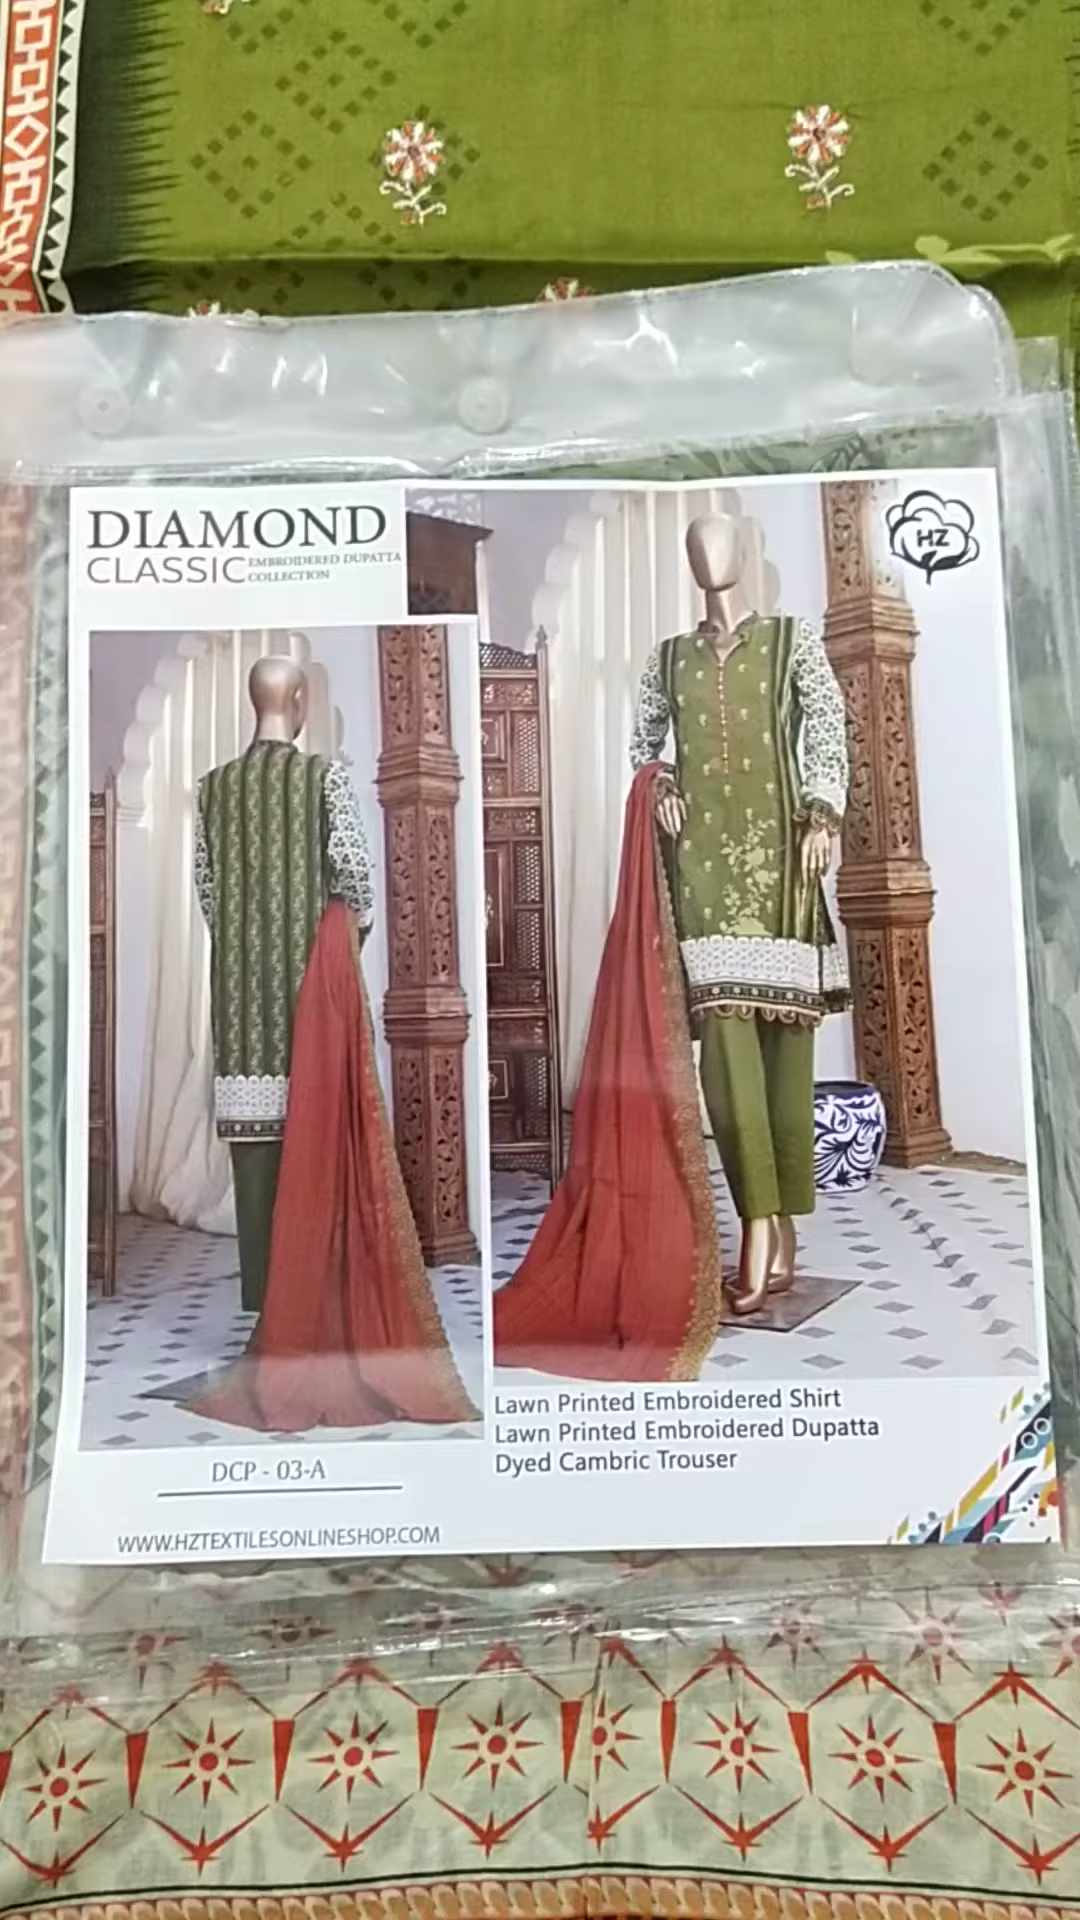 DIAMOND
CLASSIC EMBROIDERED DUPATTA
COLLECTION
HZ
Lawn Printed Embroidered Shirt
Lawn Printed Embroidered Dupatta
Dyed Cambric Trouser
DCP - 03-A
WWW.HZTEXTILESONLINESHOP.COM